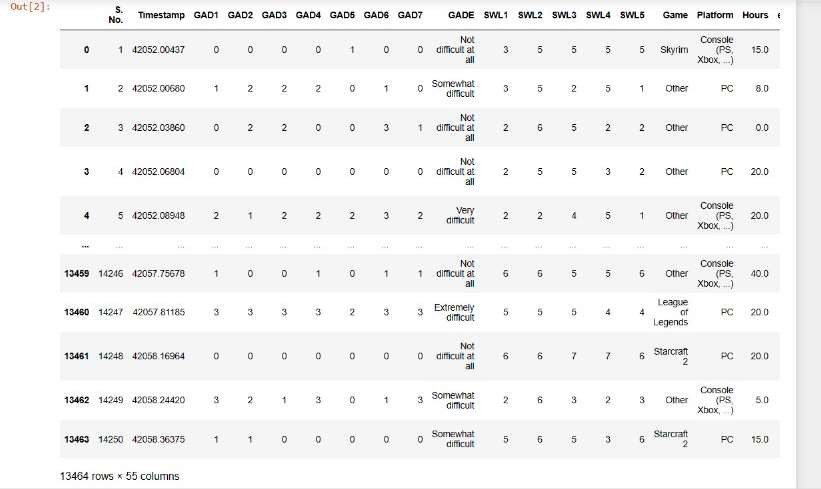 Out[2]:
S. No. Timestamp GAD1 GAD2 GAD3 GAD4 GAD5 GAD6 GAD7 GADE SWL1 SWL2 SWL3 SWL4 SWL5 Game Platform Hours
0 1 42052.00437 0 0 0 0 1 0 0 Not difficult at all 3 5 5 5 5 Skyrim Console (PS, Xbox, ...) 15.0
1 2 42052.00680 1 2 2 2 0 1 0 Somewhat difficult 3 5 2 5 1 Other PC 8.0
2 3 42052.03860 0 2 2 0 0 3 1 Not difficult at all 2 6 5 2 2 Other PC 0.0
3 4 42052.06804 0 0 0 0 0 0 0 Not difficult at all 2 5 5 3 2 Other PC 20.0
4 5 42052.08948 2 1 2 2 2 3 2 Very difficult 2 2 4 5 1 Other Console (PS, Xbox, ...) 20.0
... ... ... ... ... ... ... ... ... ... ... ... ... ... ... ... ... ... ...
13459 14246 42057.75678 1 0 0 1 0 1 1 Not difficult at all 6 6 5 5 6 Other Console (PS, Xbox, ...) 40.0
13460 14247 42057.81185 3 3 3 3 2 3 3 Extremely difficult 5 5 5 4 4 League of Legends PC 20.0
13461 14248 42058.16964 0 0 0 0 0 0 0 Not difficult at all 6 6 7 7 6 Starcraft 2 PC 20.0
13462 14249 42058.24420 3 2 1 3 0 1 3 Somewhat difficult 2 6 3 2 3 Other Console (PS, Xbox, ...) 5.0
13463 14250 42058.36375 1 1 0 0 0 0 0 Somewhat difficult 5 6 5 3 6 Starcraft 2 PC 15.0
13464 rows × 55 columns